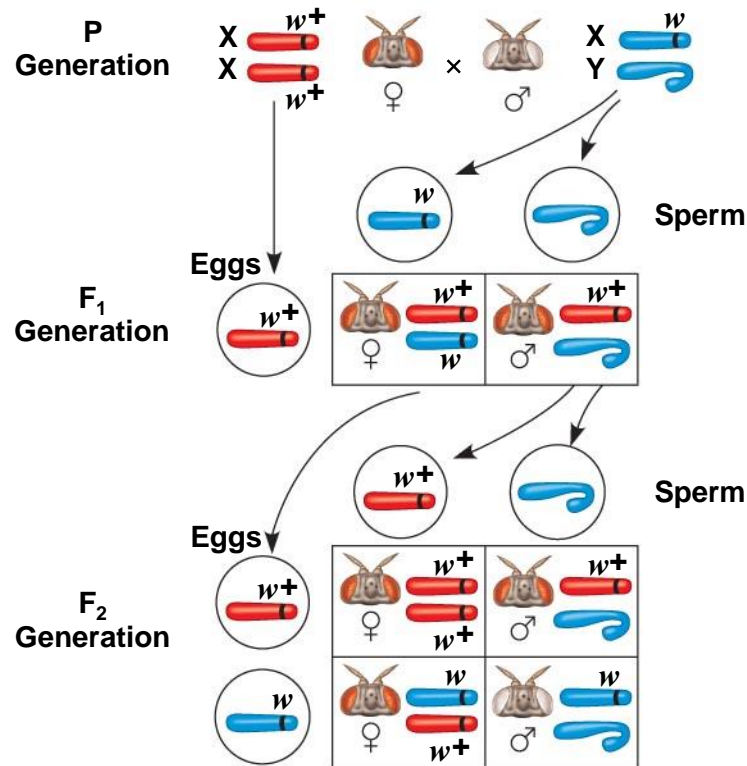 P
Generation
X
w+
X
w+
♀
×
♂
X
w
Y
w
Sperm
Eggs
F1
Generation
w+
w+
w
♀
w+
♂
w+
Sperm
Eggs
F2
Generation
w+
w+
w+
♀
w+
♂
w
w
w+
♀
w
♂